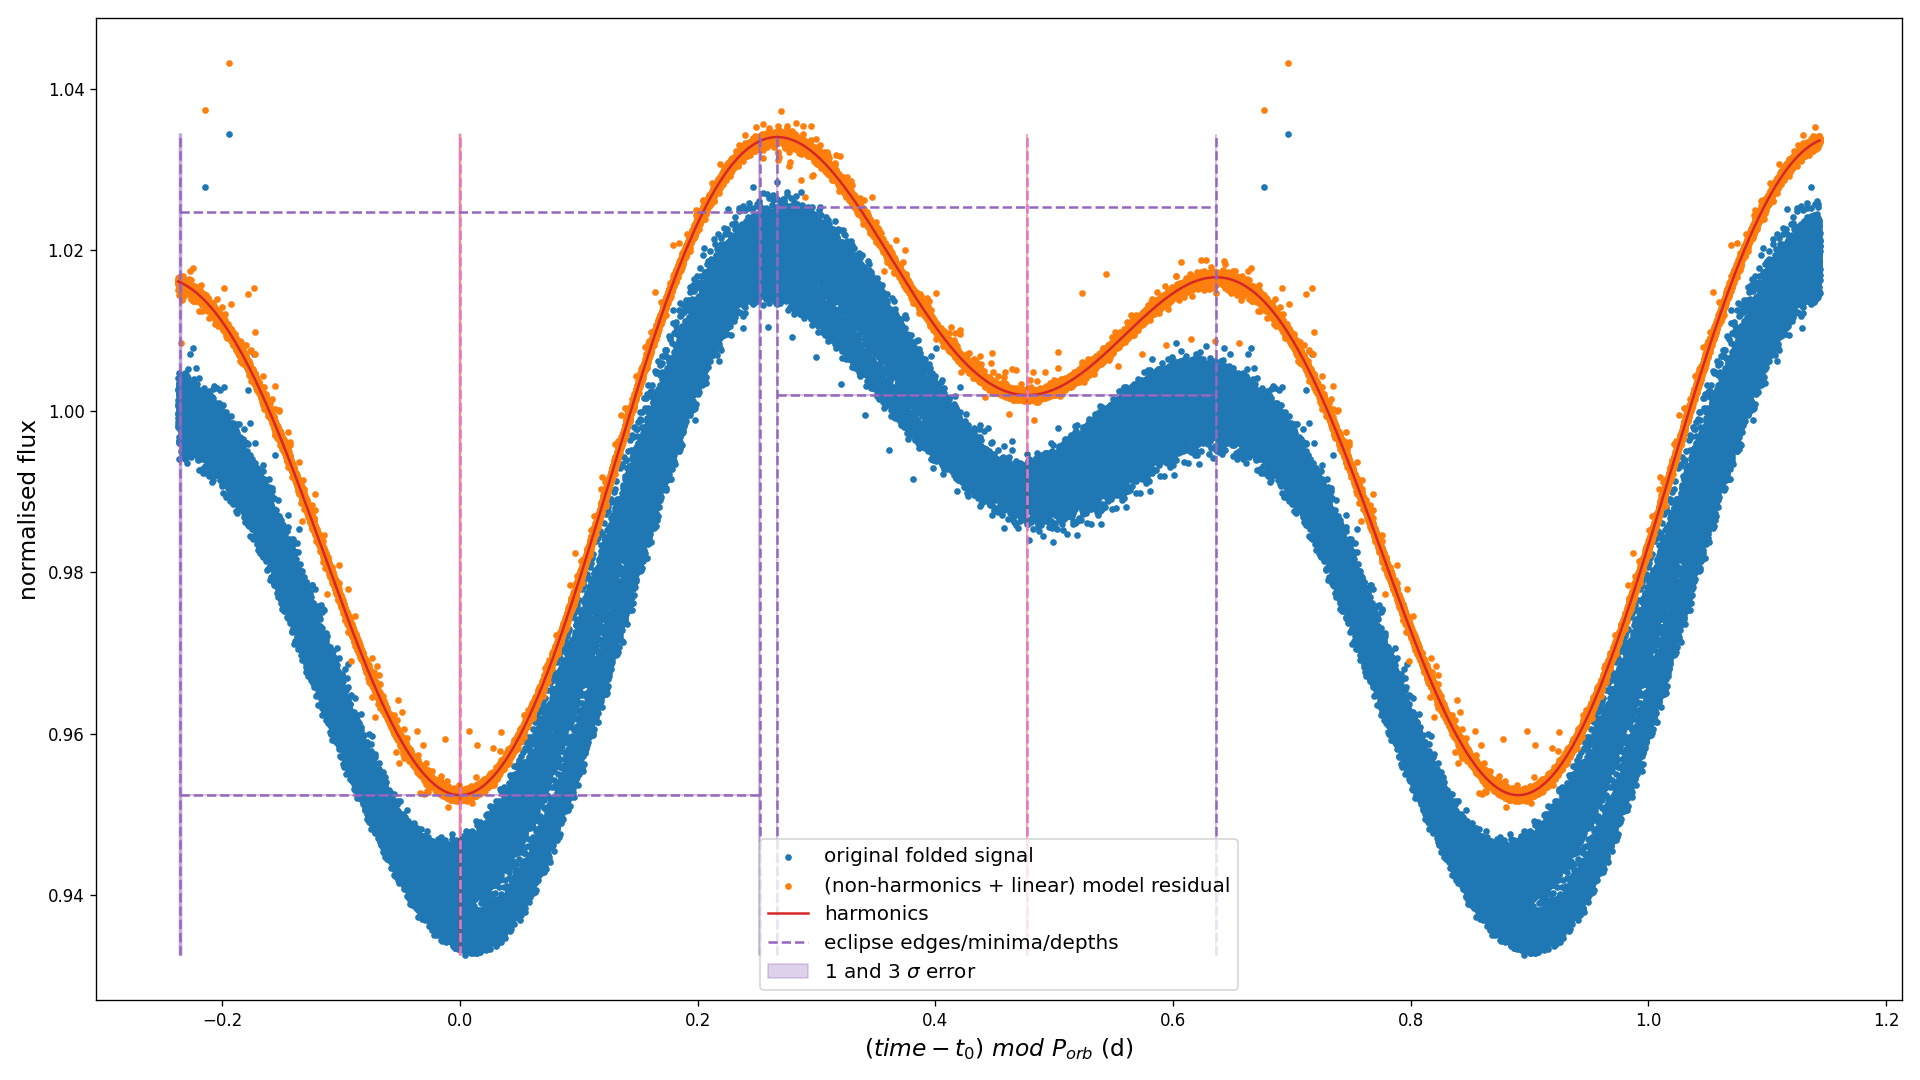 normalised flux
1.04
1.02
1.00
0.98
0.96
0.94
original folded signal
(non-harmonics + linear) model residual
harmonics
eclipse edges/minima/depths
1 and 3 σ error
−0.2
0.0
0.2
0.4
0.6
0.8
1.0
1.2
(time − t₀) mod P_orb (d)